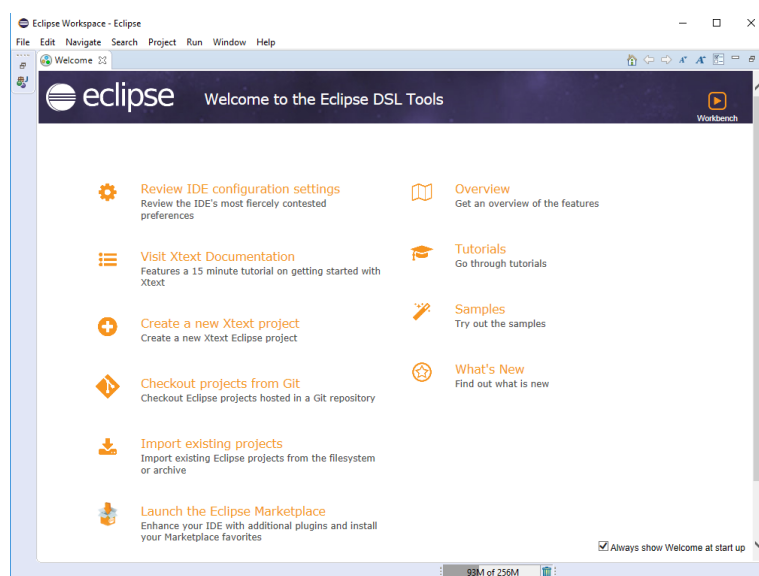 Eclipse Workspace - Eclipse
File Edit Navigate Search Project Run Window Help
Welcome
eclipse
Welcome to the Eclipse DSL Tools
Workbench
Review IDE configuration settings
Review the IDE's most fiercely contested
preferences
Visit Xtext Documentation
Features a 15 minute tutorial on getting started with
Xtext
Create a new Xtext project
Create a new Xtext Eclipse project
Checkout projects from Git
Checkout Eclipse projects hosted in a Git repository
Import existing projects
Import existing Eclipse projects from the filesystem
or archive
Launch the Eclipse Marketplace
Enhance your IDE with additional plugins and install
your Marketplace favorites
Overview
Get an overview of the features
Tutorials
Go through tutorials
Samples
Try out the samples
What's New
Find out what is new
Always show Welcome at start up
93M of 256M